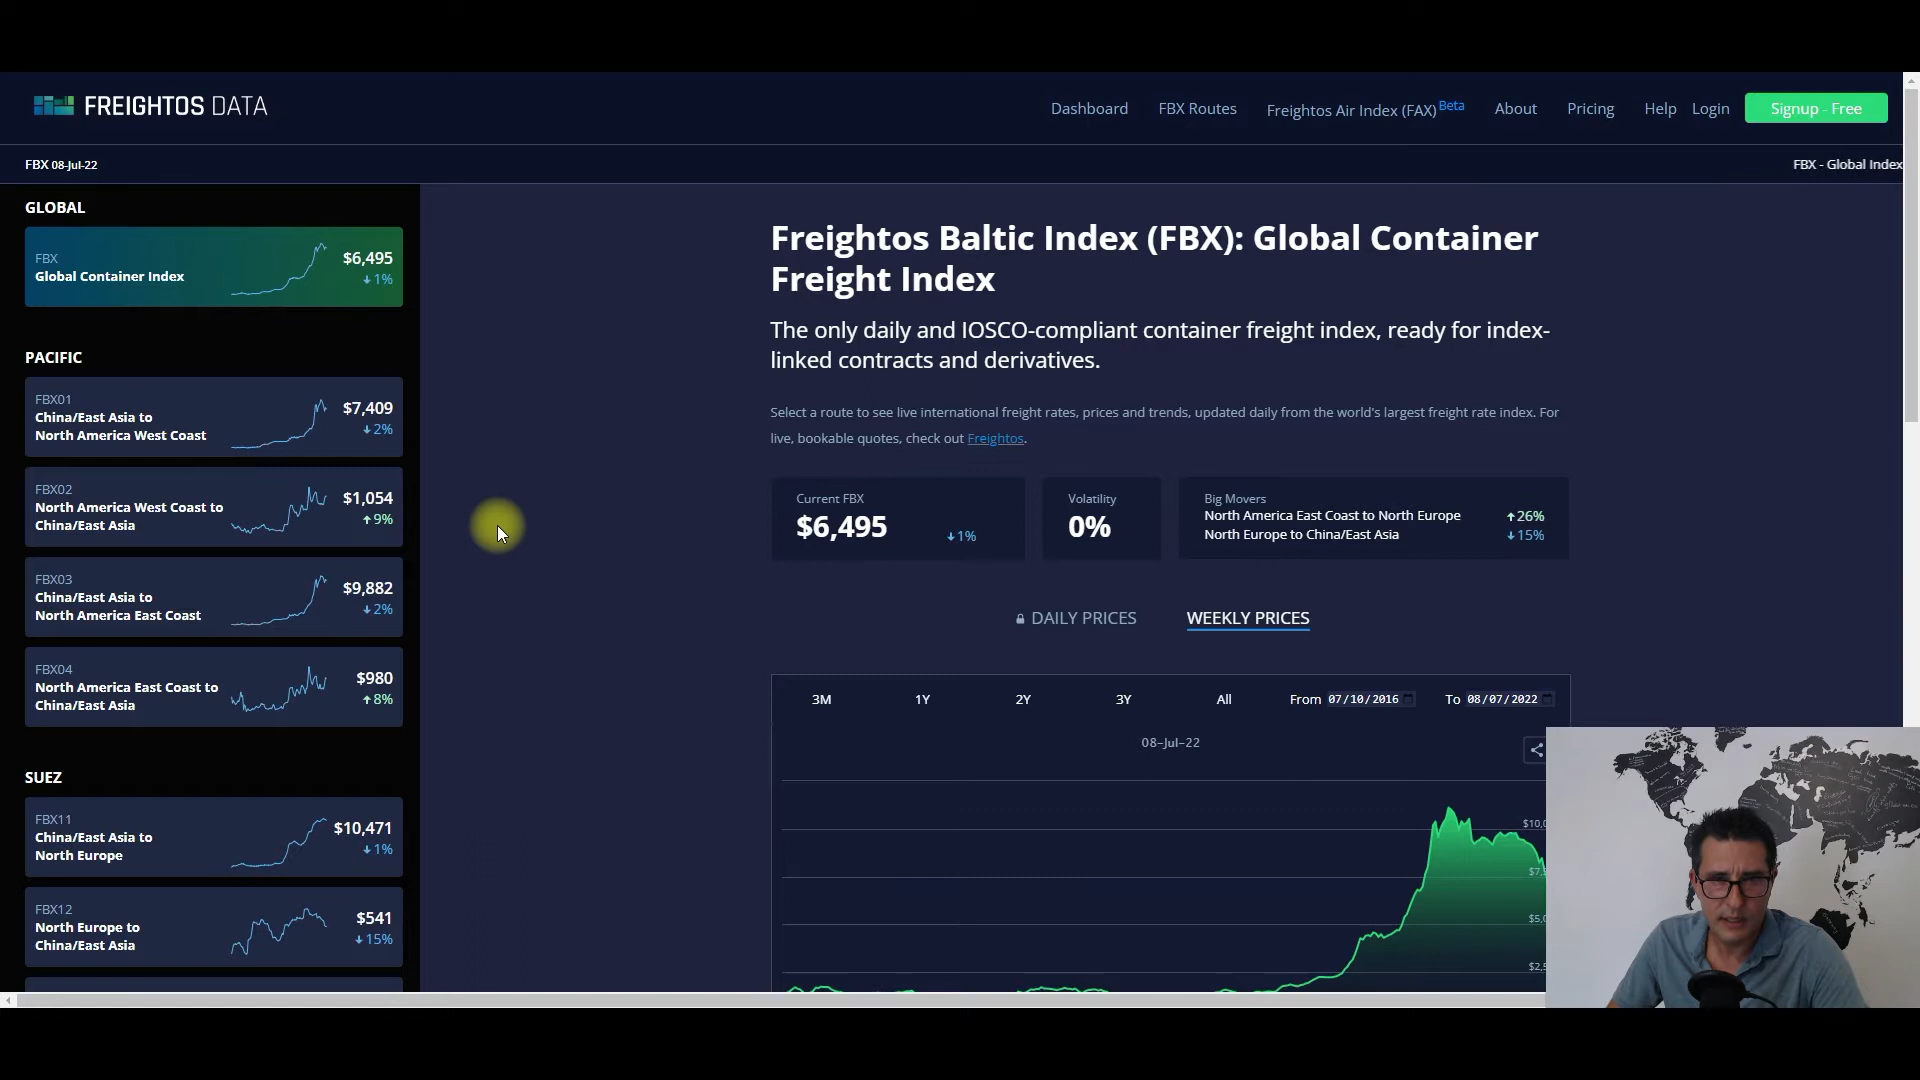 FREIGHTOS DATA
Dashboard
FBX Routes
Freightos Air Index (FAX) Beta
About
Pricing
Help
Login
Signup - Free
FBX 08-Jul-22
FBX - Global Index
GLOBAL
FBX
Global Container Index
$6,495
1%
PACIFIC
FBX01
China/East Asia to
North America West Coast
$7,409
2%
FBX02
North America West Coast to
China/East Asia
$1,054
9%
FBX03
China/East Asia to
North America East Coast
$9,882
2%
FBX04
North America East Coast to
China/East Asia
$980
8%
SUEZ
FBX11
China/East Asia to
North Europe
$10,471
1%
FBX12
North Europe to
China/East Asia
$541
15%
Freightos Baltic Index (FBX): Global Container
Freight Index
The only daily and IOSCO-compliant container freight index, ready for index-
linked contracts and derivatives.
Select a route to see live international freight rates, prices and trends, updated daily from the world's largest freight rate index. For
live, bookable quotes, check out Freightos.
Current FBX
$6,495
1%
Volatility
0%
Big Movers
North America East Coast to North Europe
26%
North Europe to China/East Asia
15%
DAILY PRICES
WEEKLY PRICES
3M
1Y
2Y
3Y
All
From 07/10/2016
To 08/07/2022
08-Jul-22